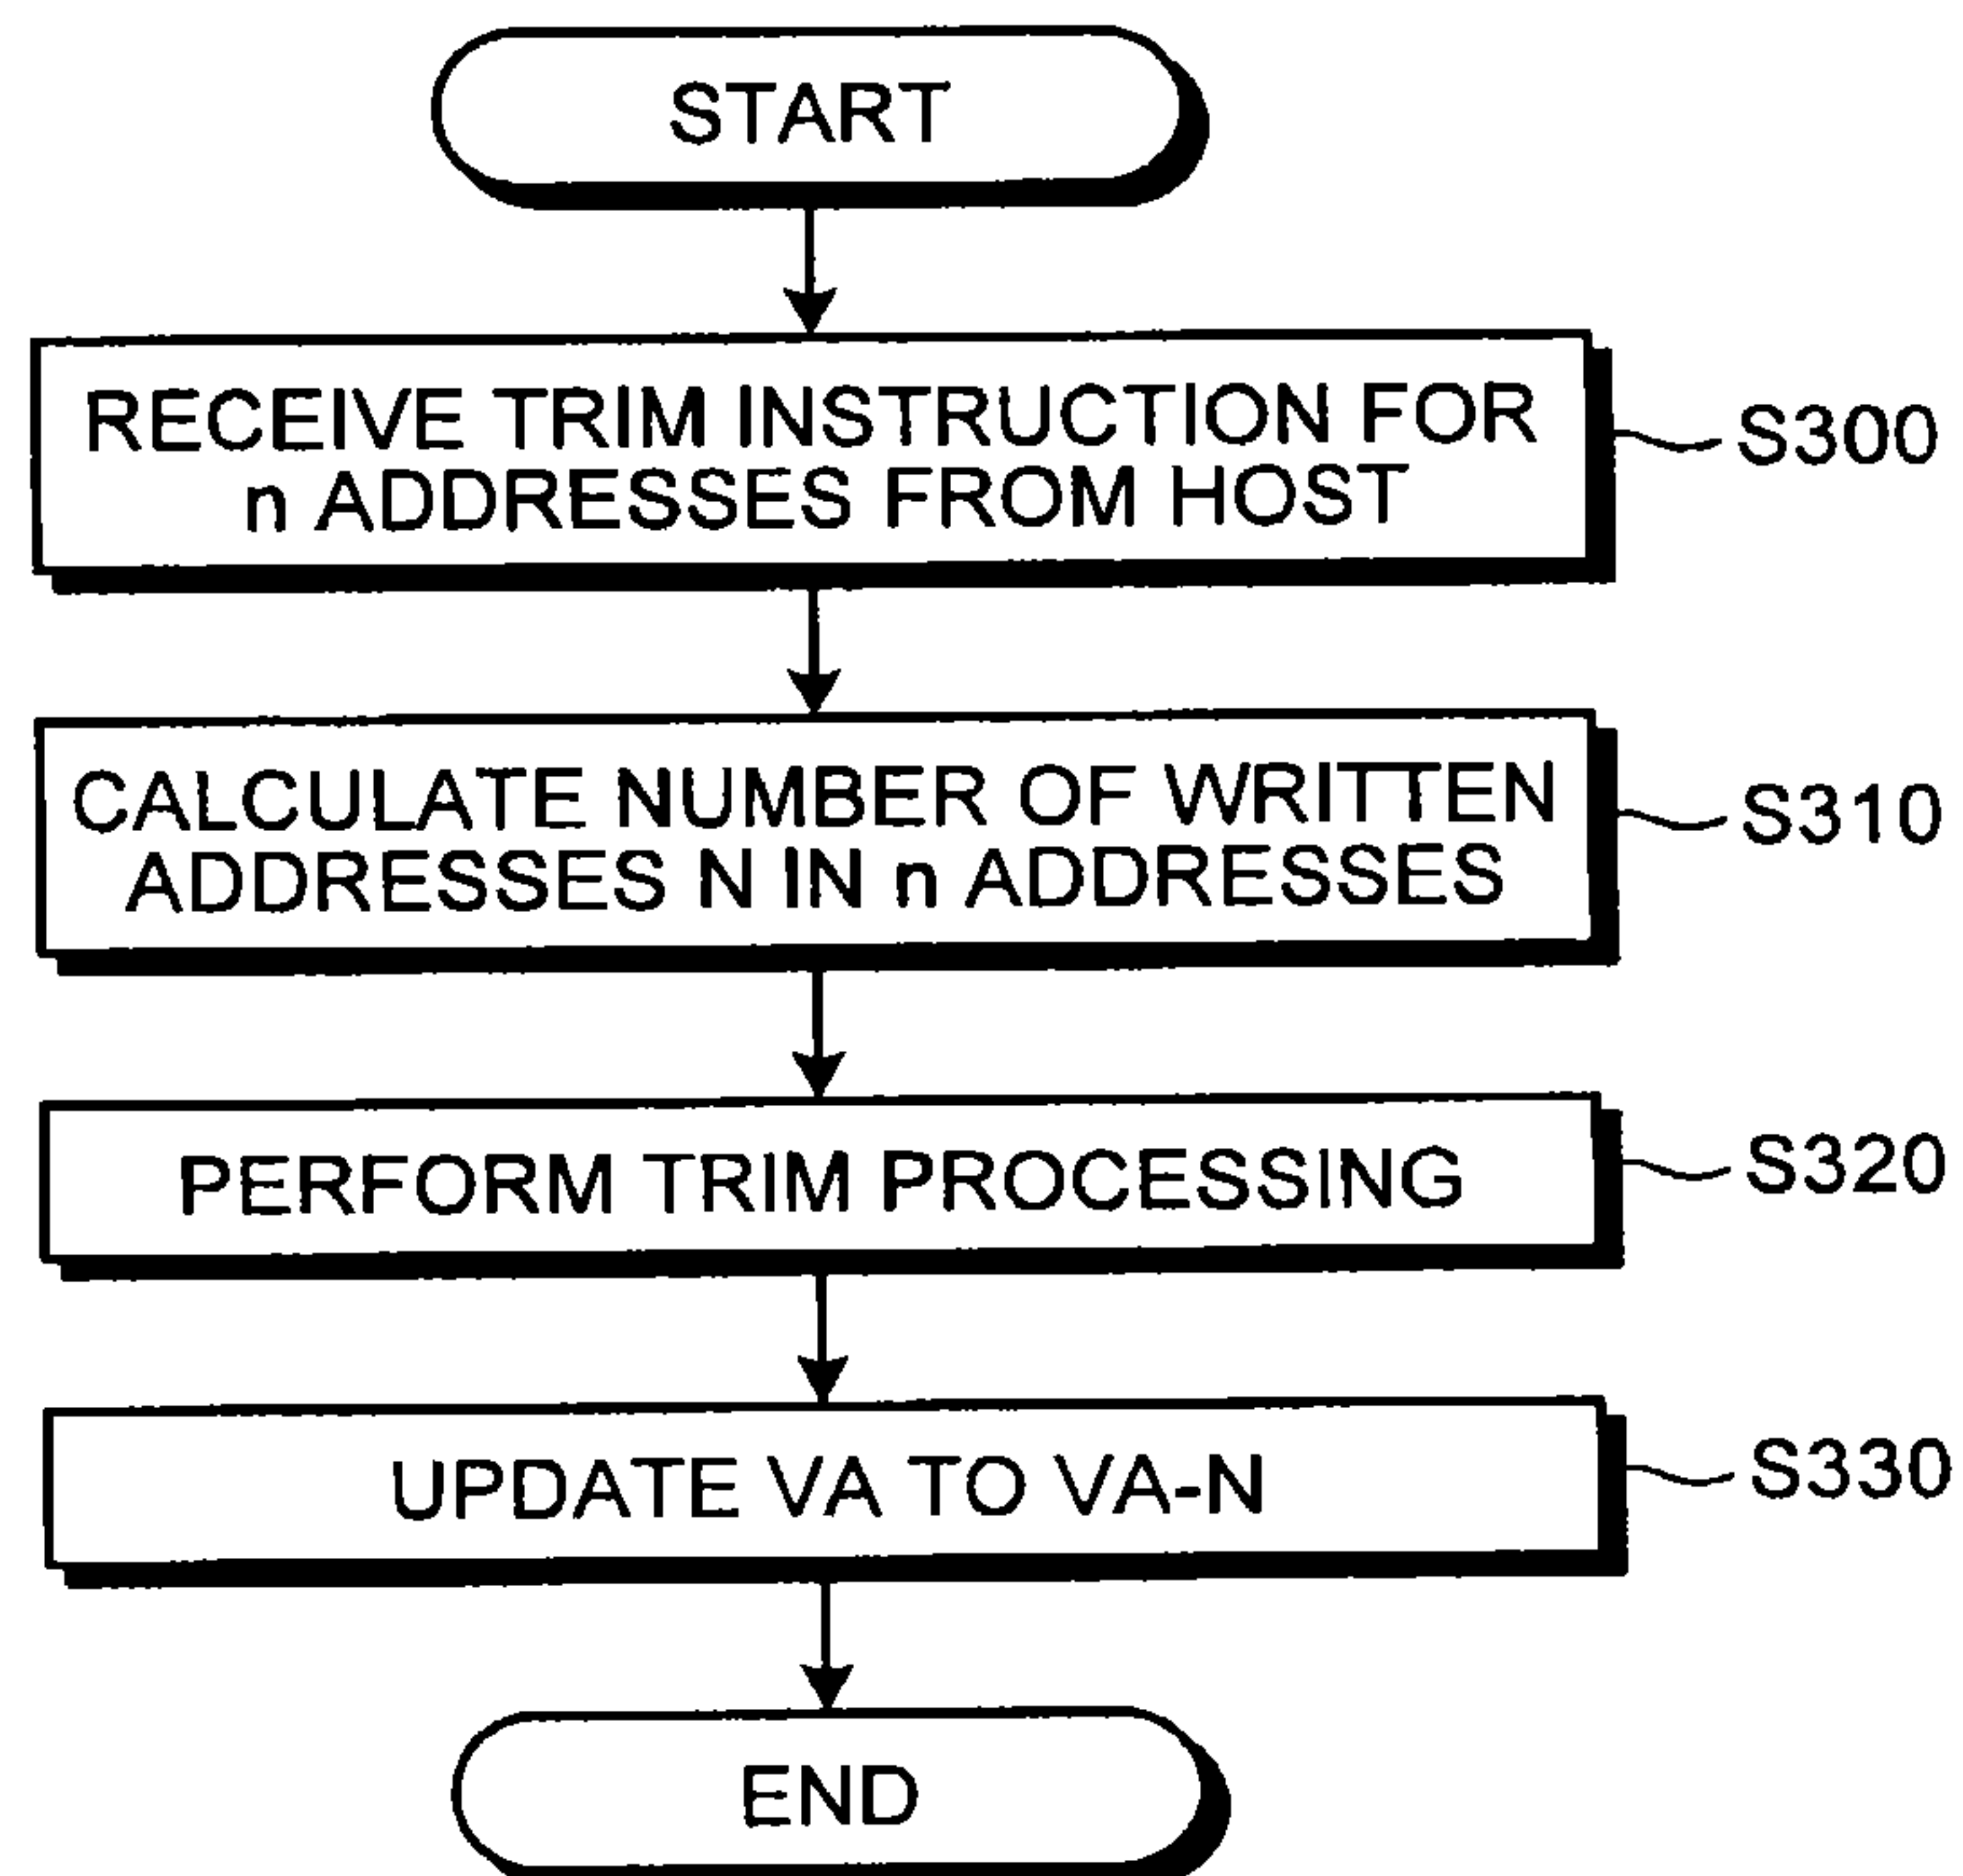 START
RECEIVE TRIM INSTRUCTION FOR
n ADDRESSES FROM HOST
S300
CALCULATE NUMBER OF WRITTEN
ADDRESSES N IN n ADDRESSES
S310
PERFORM TRIM PROCESSING
S320
UPDATE VA TO VA-N
S330
END